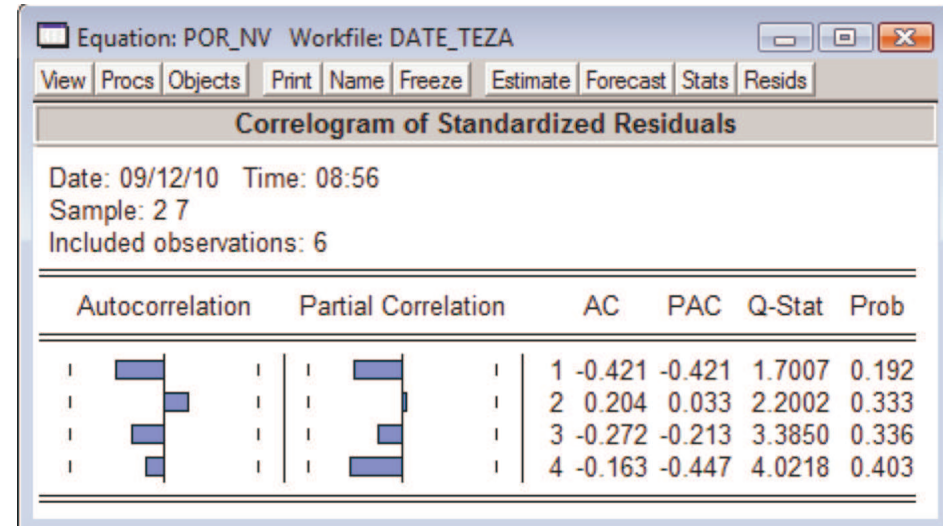 Equation: POR_NV Workfile: DATE_TEZA
View Procs Objects Print Name Freeze Estimate Forecast Stats Resids
Correlogram of Standardized Residuals
Date: 09/12/10 Time: 08:56
Sample: 2 7
Included observations: 6
Autocorrelation Partial Correlation AC PAC Q-Stat Prob
1 -0.421 -0.421 1.7007 0.192
2 0.204 0.033 2.2002 0.333
3 -0.272 -0.213 3.3850 0.336
4 -0.163 -0.447 4.0218 0.403